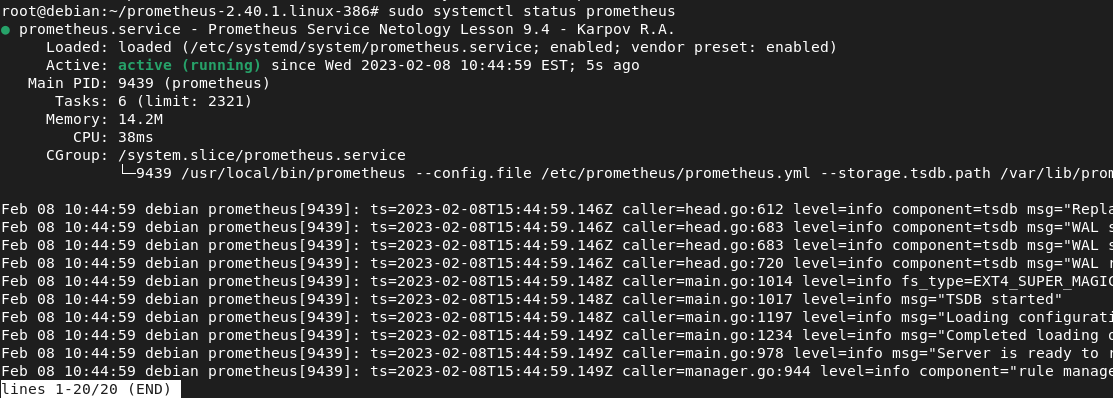 root@debian:~/prometheus-2.40.1.linux-386# sudo systemctl status prometheus
● prometheus.service - Prometheus Service Netology Lesson 9.4 - Karpov R.A.
     Loaded: loaded (/etc/systemd/system/prometheus.service; enabled; vendor preset: enabled)
     Active: active (running) since Wed 2023-02-08 10:44:59 EST; 5s ago
   Main PID: 9439 (prometheus)
      Tasks: 6 (limit: 2321)
     Memory: 14.2M
        CPU: 38ms
     CGroup: /system.slice/prometheus.service
             └─9439 /usr/local/bin/prometheus --config.file /etc/prometheus/prometheus.yml --storage.tsdb.path /var/lib/prom
Feb 08 10:44:59 debian prometheus[9439]: ts=2023-02-08T15:44:59.146Z caller=head.go:612 level=info component=tsdb msg="Repla
Feb 08 10:44:59 debian prometheus[9439]: ts=2023-02-08T15:44:59.146Z caller=head.go:683 level=info component=tsdb msg="WAL s
Feb 08 10:44:59 debian prometheus[9439]: ts=2023-02-08T15:44:59.146Z caller=head.go:683 level=info component=tsdb msg="WAL s
Feb 08 10:44:59 debian prometheus[9439]: ts=2023-02-08T15:44:59.146Z caller=head.go:720 level=info component=tsdb msg="WAL r
Feb 08 10:44:59 debian prometheus[9439]: ts=2023-02-08T15:44:59.148Z caller=main.go:1014 level=info fs_type=EXT4_SUPER_MAGIC
Feb 08 10:44:59 debian prometheus[9439]: ts=2023-02-08T15:44:59.148Z caller=main.go:1017 level=info msg="TSDB started"
Feb 08 10:44:59 debian prometheus[9439]: ts=2023-02-08T15:44:59.148Z caller=main.go:1197 level=info msg="Loading configurati
Feb 08 10:44:59 debian prometheus[9439]: ts=2023-02-08T15:44:59.149Z caller=main.go:1234 level=info msg="Completed loading o
Feb 08 10:44:59 debian prometheus[9439]: ts=2023-02-08T15:44:59.149Z caller=main.go:978 level=info msg="Server is ready to r
Feb 08 10:44:59 debian prometheus[9439]: ts=2023-02-08T15:44:59.149Z caller=manager.go:944 level=info component="rule manage
lines 1-20/20 (END)